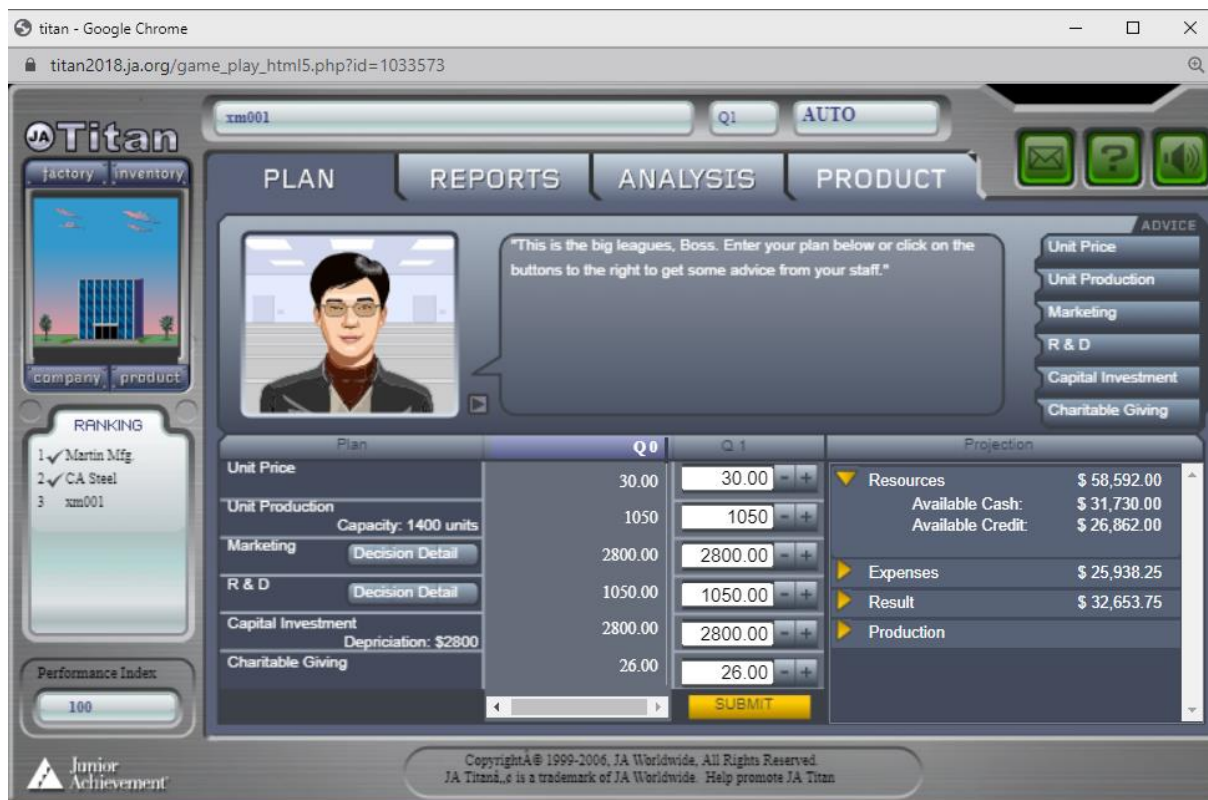 titan - Google Chrome
titan2018.ja.org/game_play_html5.php?id=1033573
xm001
Q1
AUTO
JA Titan
factory inventory
company product
PLAN
REPORTS
ANALYSIS
PRODUCT
?
"This is the big leagues, Boss. Enter your plan below or click on the
buttons to the right to get some advice from your staff."
ADVICE
Unit Price
Unit Production
Marketing
R & D
Capital Investment
Charitable Giving
RANKING
1 ✓ Martin Mfg.
2 ✓ CA Steel
3 xm001
Performance Index
100
Plan Q 0 Q 1 Projection
Unit Price 30.00 30.00 - +
Unit Production
Capacity: 1400 units 1050 1050 - +
Marketing Decision Detail 2800.00 2800.00 - +
R & D Decision Detail 1050.00 1050.00 - +
Capital Investment
Depriciation: $2800 2800.00 2800.00 - +
Charitable Giving 26.00 26.00 - +
SUBMIT
Resources $ 58,592.00
Available Cash: $ 31,730.00
Available Credit: $ 26,862.00
Expenses $ 25,938.25
Result $ 32,653.75
Production
Junior
Achievement
CopyrightÂ® 1999-2006, JA Worldwide, All Rights Reserved.
JA Titanâ„¢ is a trademark of JA Worldwide. Help promote JA Titan